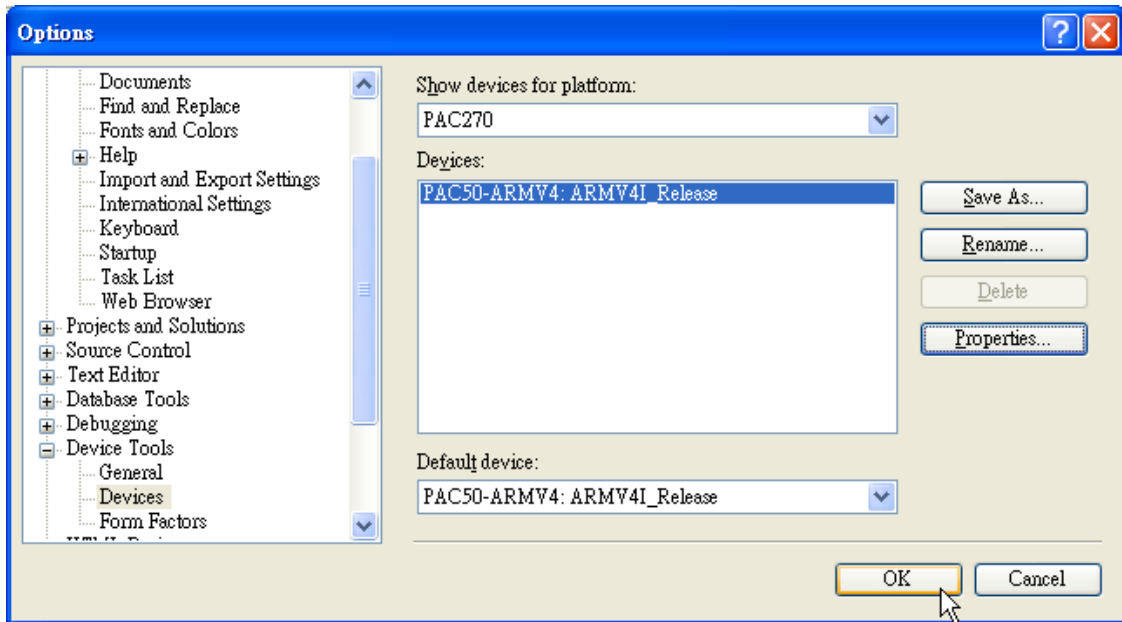 Options
Documents
Find and Replace
Fonts and Colors
Help
Import and Export Settings
International Settings
Keyboard
Startup
Task List
Web Browser
Projects and Solutions
Source Control
Text Editor
Database Tools
Debugging
Device Tools
General
Devices
Form Factors
Show devices for platform:
PAC270
Devices:
PAC50-ARMV4: ARMV4I_Release
Save As...
Rename...
Delete
Properties...
Default device:
PAC50-ARMV4: ARMV4I_Release
OK
Cancel